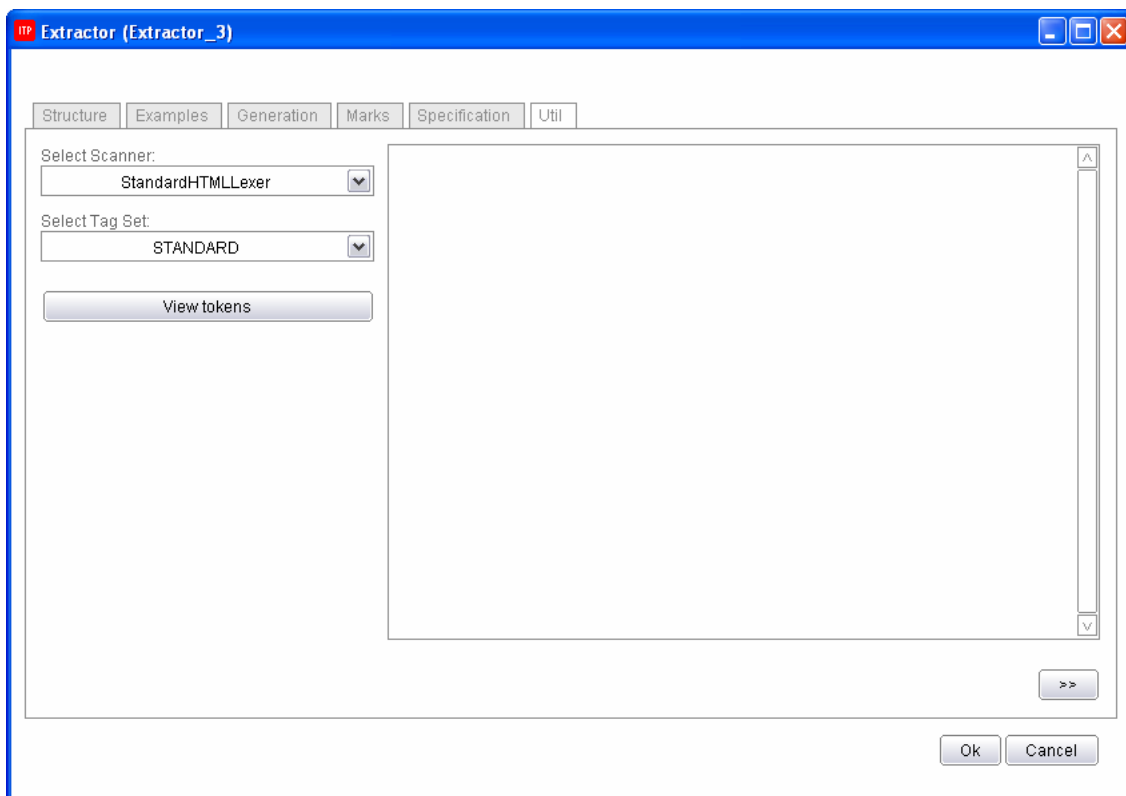 ITP Extractor (Extractor_3)
Structure Examples Generation Marks Specification Util
Select Scanner:
StandardHTMLLexer
Select Tag Set:
STANDARD
View tokens
>>
Ok Cancel